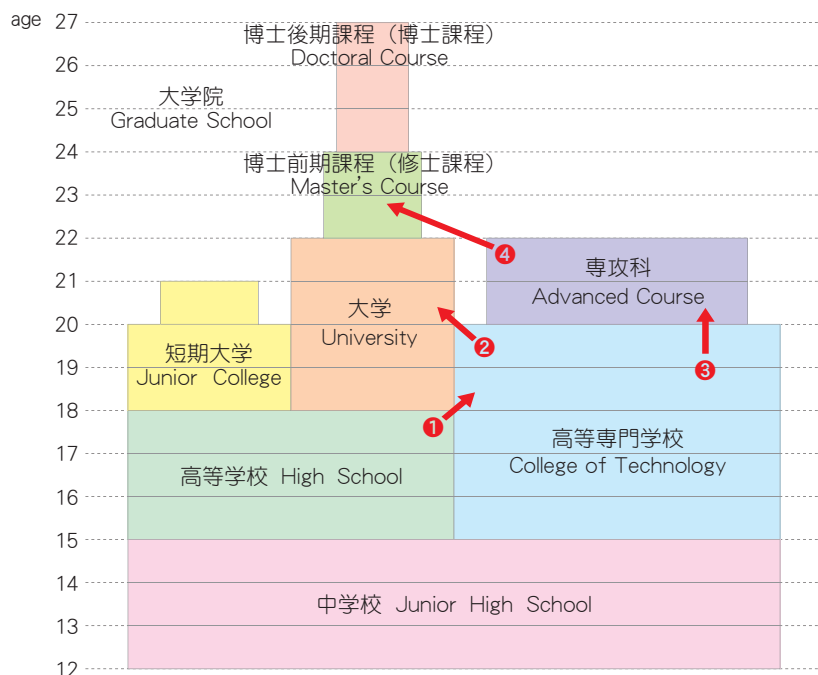 age 27
博士後期課程（博士課程）
Doctoral Course
26
大学院
25
Graduate School
24
博士前期課程（修士課程）
Master's Course
23
22
❹
専攻科
21
Advanced Course
大学
20
University
❷
短期大学
19
Junior College
❸
18
❶
高等専門学校
17
College of Technology
高等学校 High School
16
15
14
中学校 Junior High School
13
12